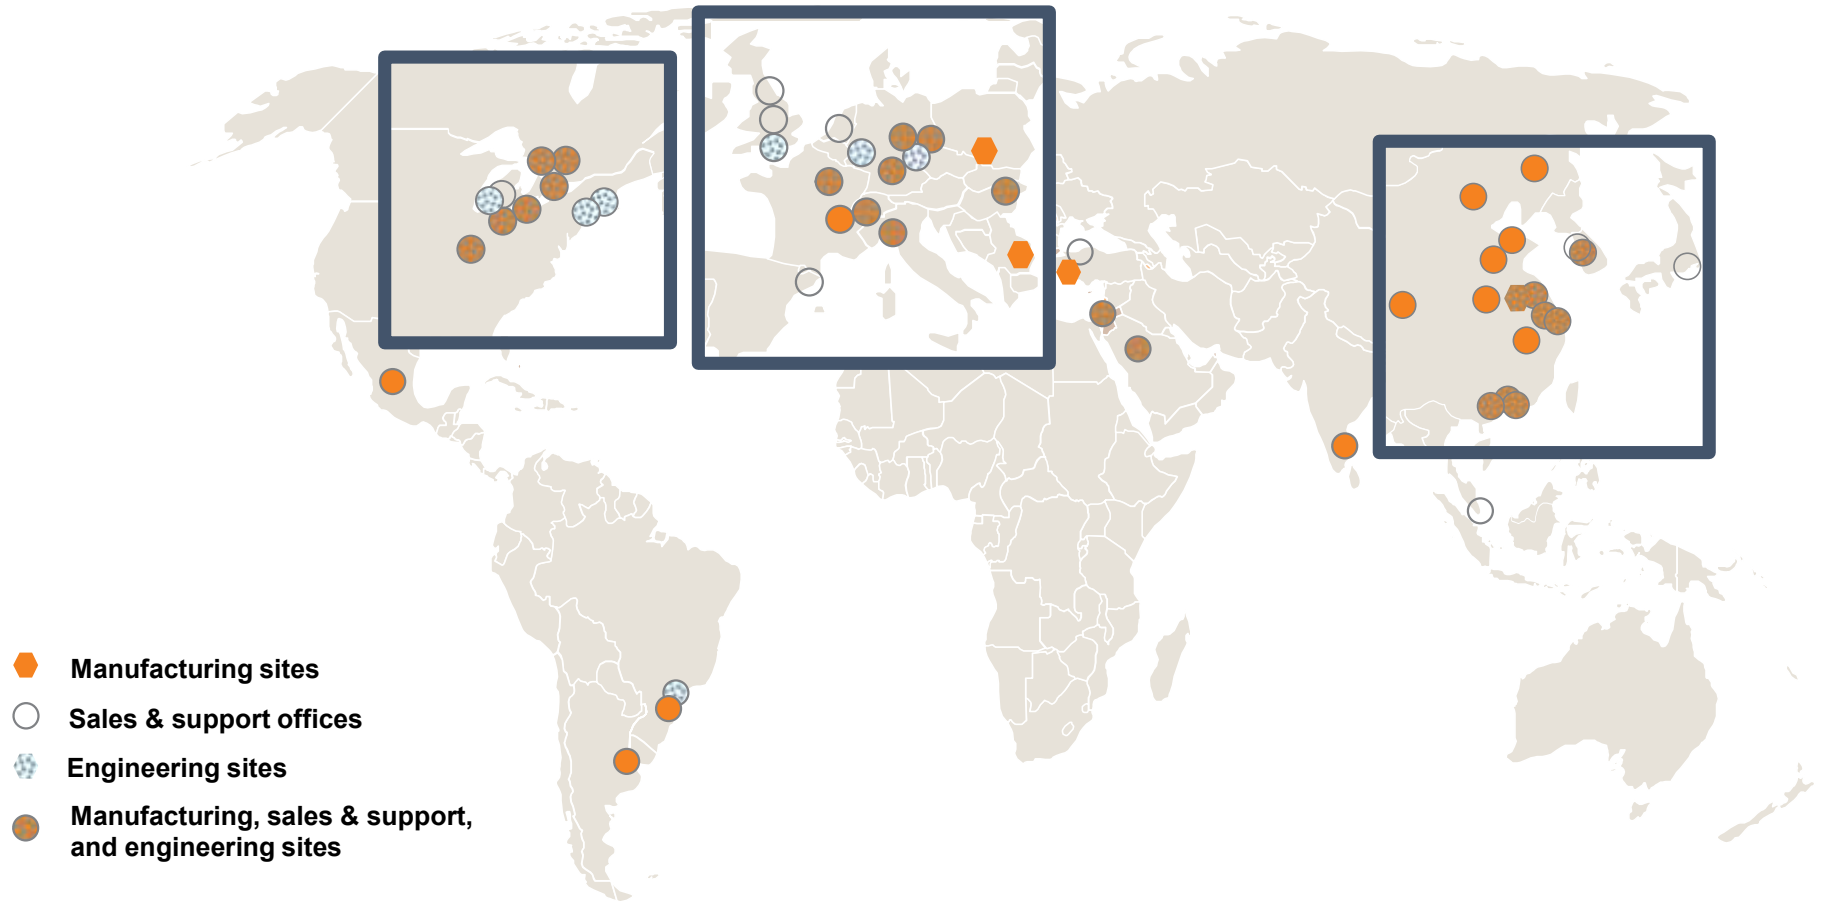 Manufacturing sites
Sales & support offices
Engineering sites
Manufacturing, sales & support,
and engineering sites